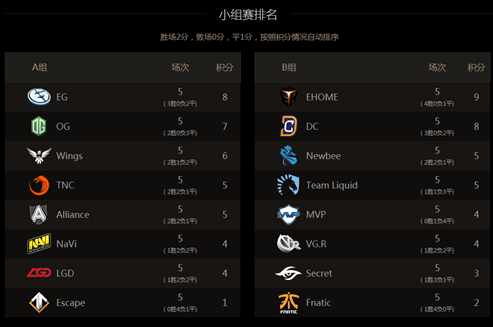 小组赛排名
胜场2分，败场0分，平1分，按照积分情况自动排序
A组 场次 积分
EG 5 8
( 3胜0负2平)
OG 5 7
( 2胜0负3平)
Wings 5 6
( 2胜1负2平)
TNC 5 5
( 2胜2负1平)
Alliance 5 5
( 2胜2负1平)
NaVi 5 4
( 1胜2负2平)
LGD 5 4
( 1胜2负2平)
Escape 5 1
( 0胜4负1平)
B组 场次 积分
EHOME 5 9
( 4胜0负1平)
DC 5 8
( 3胜0负2平)
Newbee 5 5
( 2胜2负1平)
Team Liquid 5 5
( 1胜1负3平)
MVP 5 4
( 0胜1负4平)
VG.R 5 4
( 1胜2负2平)
Secret 5 3
( 1胜3负1平)
Fnatic 5 2
( 1胜4负0平)